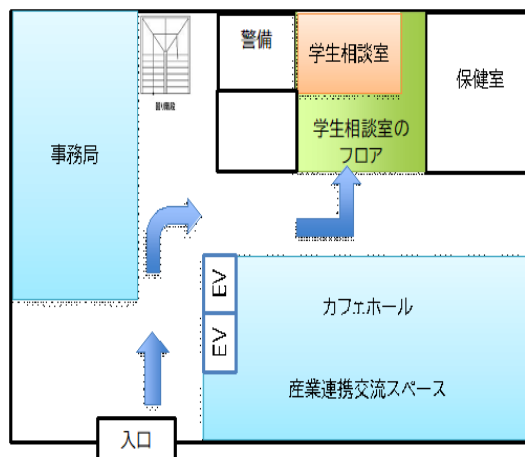 警備
学生相談室
保健室
学生相談室の
フロア
事務局
EV
EV
カフェホール
産業連携交流スペース
入口